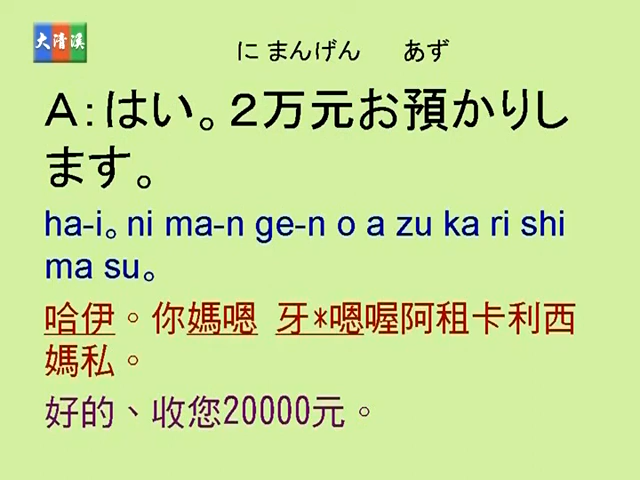 大清溪
に まんげん あず
A：はい。２万元お預かりし
ます。
ha-i。ni ma-n ge-n o a zu ka ri shi
ma su。
哈伊。你媽嗯 牙*嗯喔阿租卡利西
媽私。
好的、收您20000元。